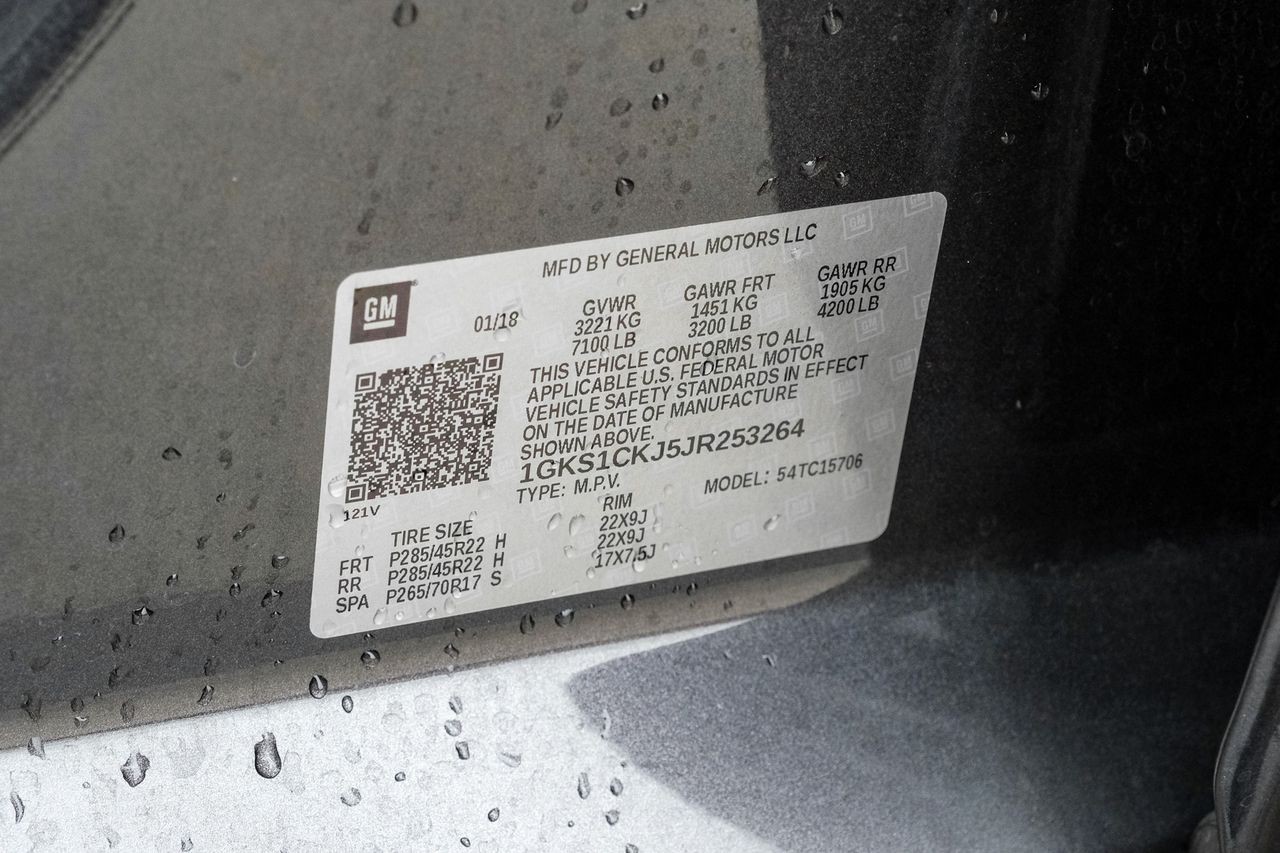 MFD BY GENERAL MOTORS LLC
GM
01/18
GVWR GAWR FRT GAWR RR
3221 KG 1451 KG 1905 KG
7100 LB 3200 LB 4200 LB
THIS VEHICLE CONFORMS TO ALL
APPLICABLE U.S. FEDERAL MOTOR
VEHICLE SAFETY STANDARDS IN EFFECT
ON THE DATE OF MANUFACTURE
SHOWN ABOVE.
1GKS1CKJ5JR253264
TYPE: M.P.V. MODEL: 54TC15706
121V
TIRE SIZE RIM
FRT P285/45R22 H 22X9J
RR P285/45R22 H 22X9J
SPA P265/70R17 S 17X7.5J